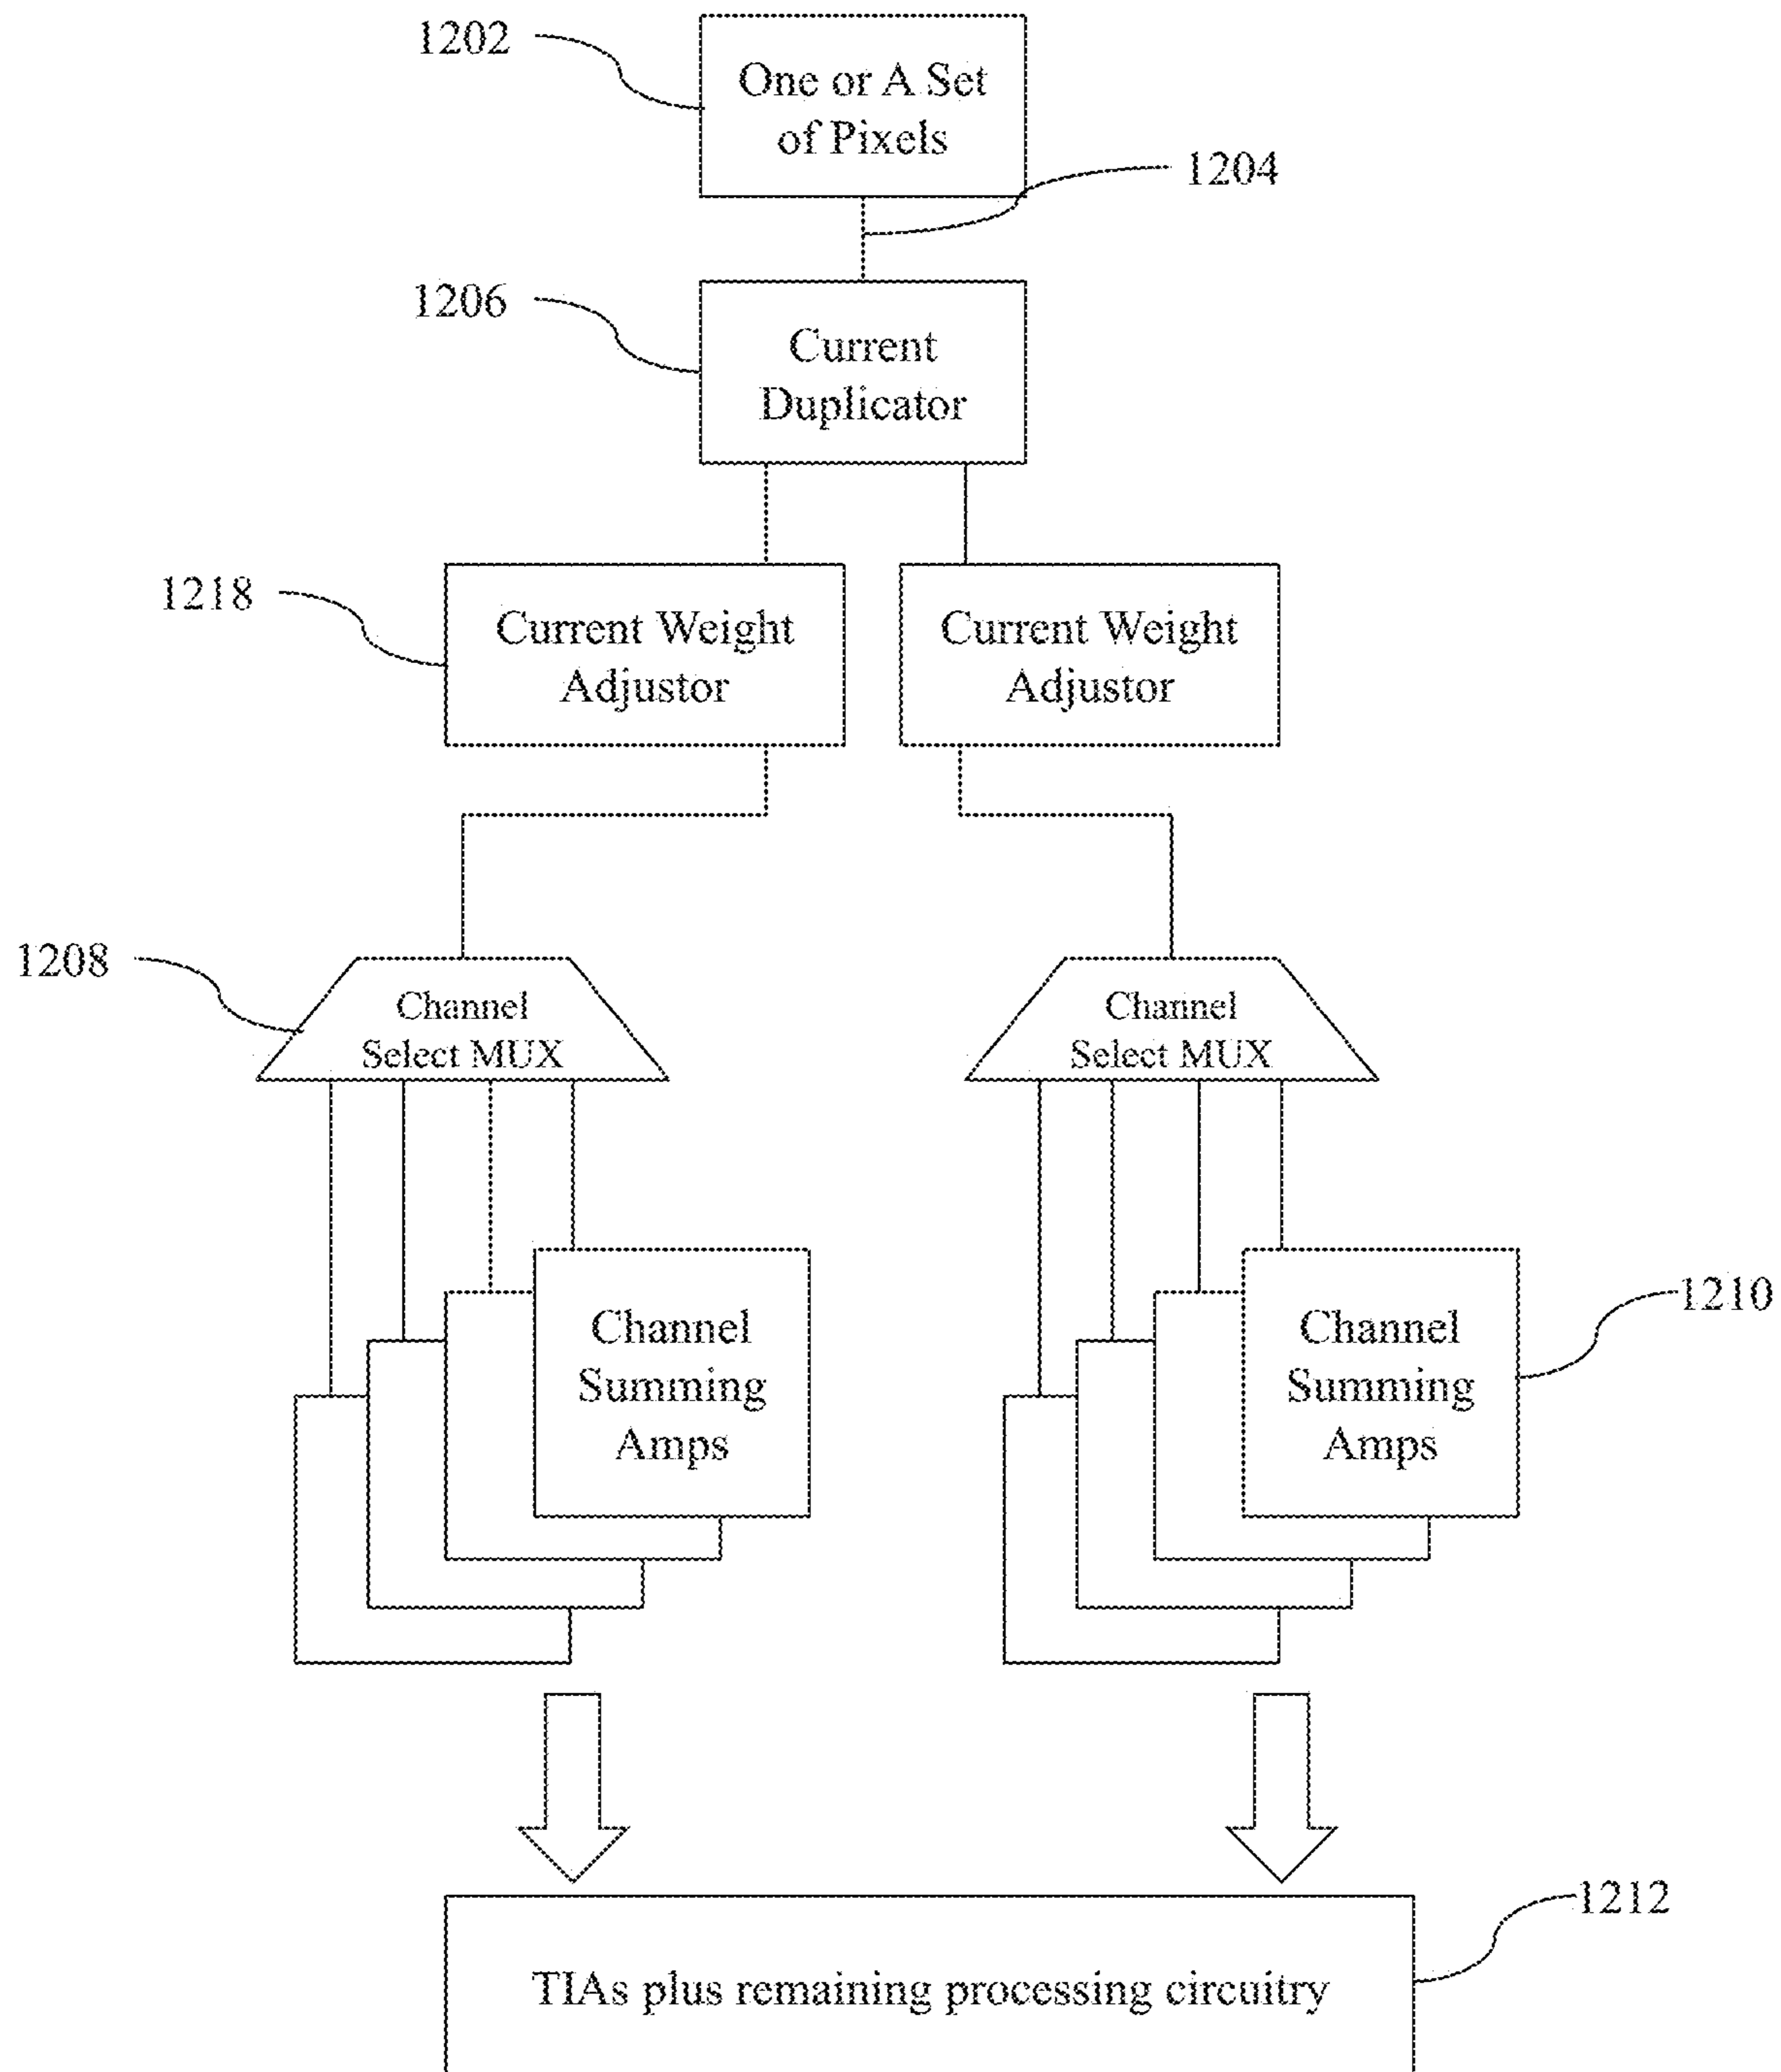 1202
One or A Set
of Pixels
1204
1206
Current
Duplicator
1218
Current Weight
Adjustor
Current Weight
Adjustor
1208
Channel
Select MUX
Channel
Select MUX
Channel
Summing
Amps
Channel
Summing
Amps
1210
1212
TIAs plus remaining processing circuitry